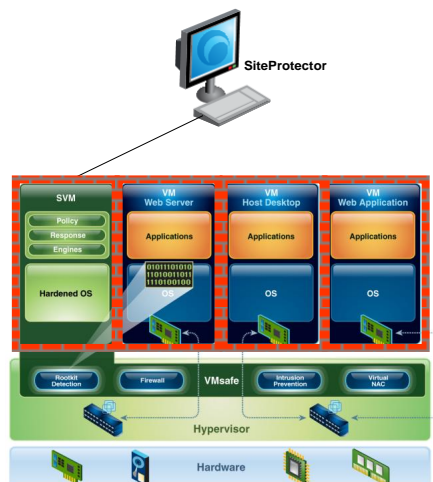 SiteProtector
SVM
Policy
Response
Engines
Hardened OS
VM
Web Server
Applications
01011101010
11010011011
1110100100
OS
VM
Host Desktop
Applications
OS
VM
Web Application
Applications
OS
Rootkit
Detection
Firewall
VMsafe
Intrusion
Prevention
Virtual
NAC
Hypervisor
Hardware